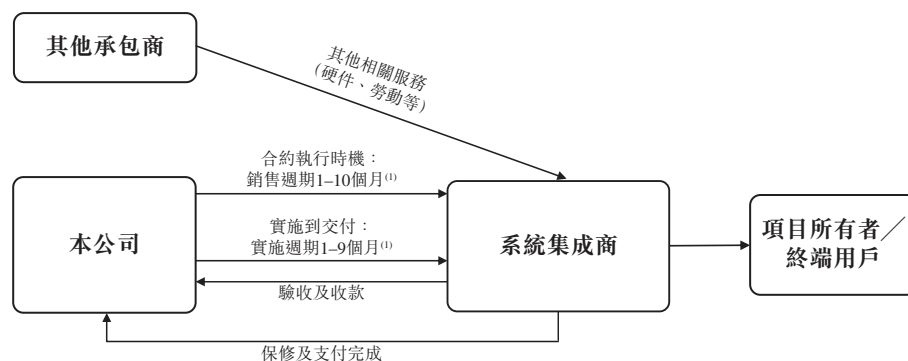 其他承包商
其他相關服務
(硬件、勞動等)
合約執行時機：
銷售週期1–10個月⁽¹⁾
本公司
實施到交付：
實施週期1–9個月⁽¹⁾
驗收及收款
系統集成商
項目所有者／
終端用戶
保修及支付完成